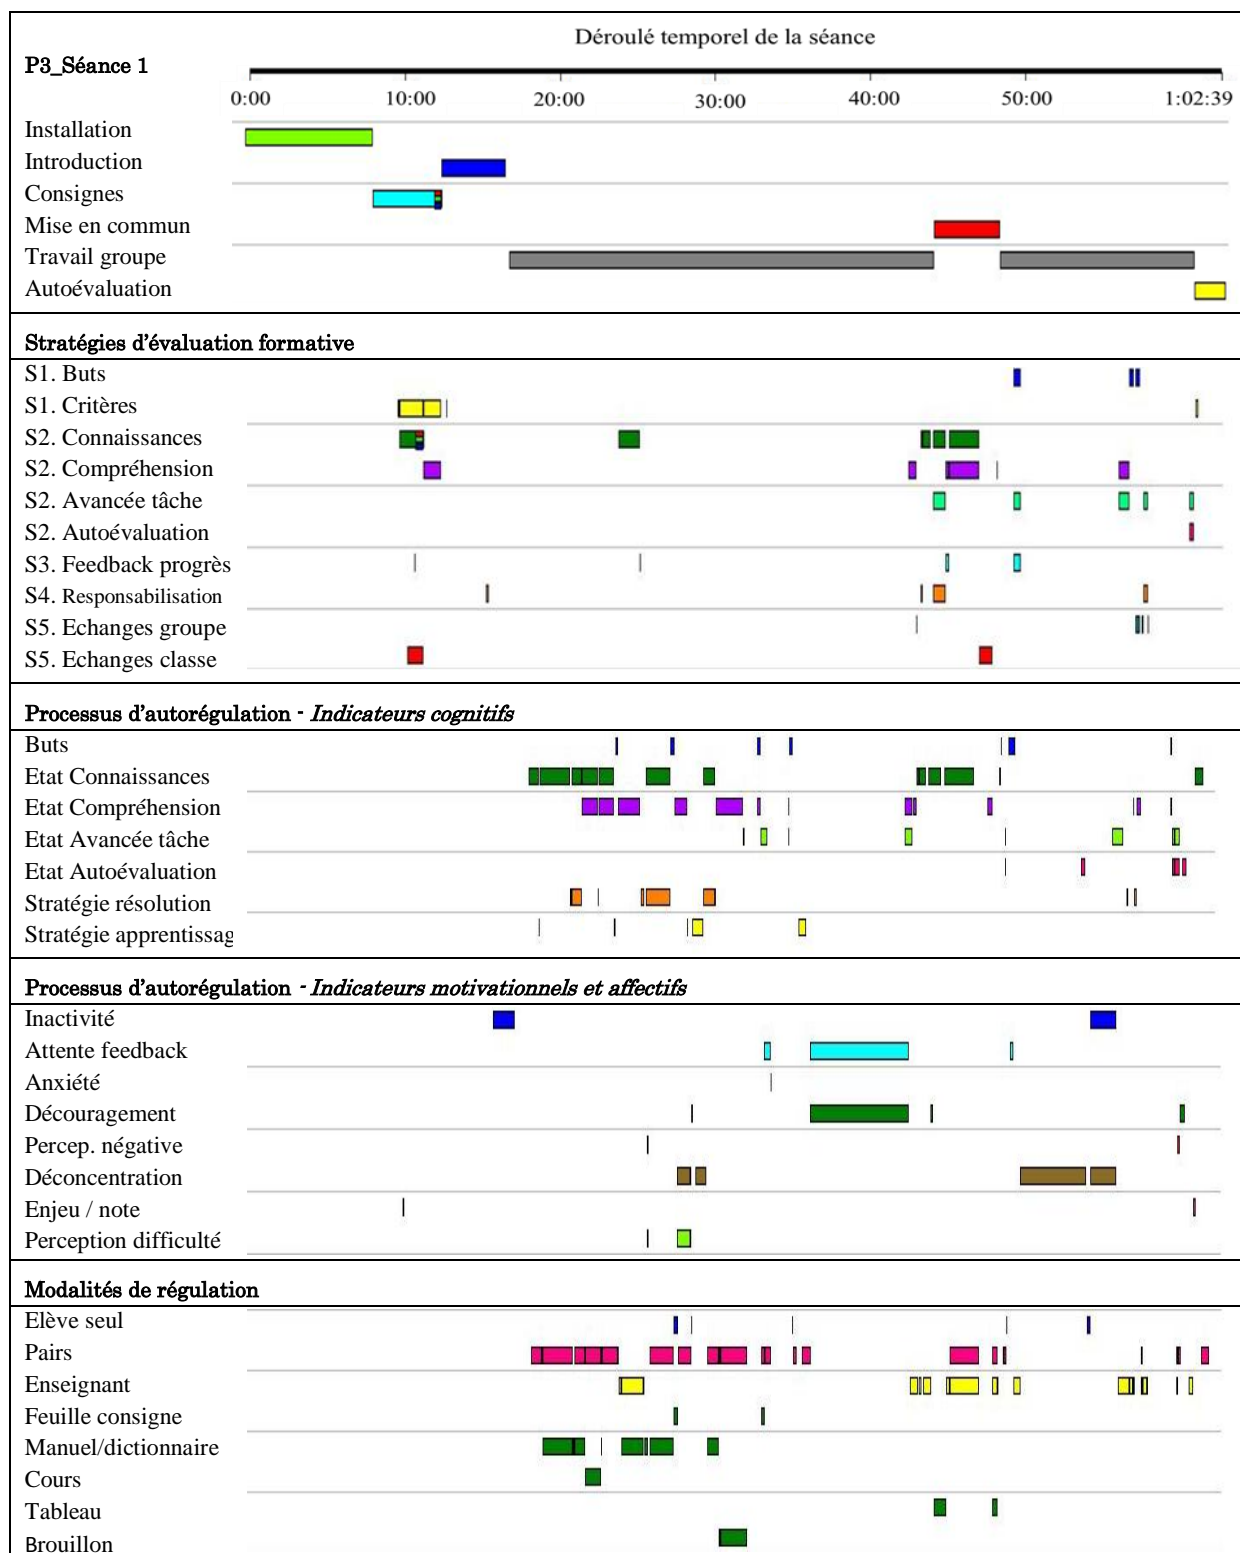 Déroulé temporel de la séance
P3_Séance 1
0:00 10:00 20:00 30:00 40:00 50:00 1:02:39
Installation
Introduction
Consignes
Mise en commun
Travail groupe
Autoévaluation
Stratégies d'évaluation formative
S1. Buts
S1. Critères
S2. Connaissances
S2. Compréhension
S2. Avancée tâche
S2. Autoévaluation
S3. Feedback progrès
S4. Responsabilisation
S5. Echanges groupe
S5. Echanges classe
Processus d'autorégulation - Indicateurs cognitifs
Buts
Etat Connaissances
Etat Compréhension
Etat Avancée tâche
Etat Autoévaluation
Stratégie résolution
Stratégie apprentissag
Processus d'autorégulation - Indicateurs motivationnels et affectifs
Inactivité
Attente feedback
Anxiété
Découragement
Percep. négative
Déconcentration
Enjeu / note
Perception difficulté
Modalités de régulation
Elève seul
Pairs
Enseignant
Feuille consigne
Manuel/dictionnaire
Cours
Tableau
Brouillon